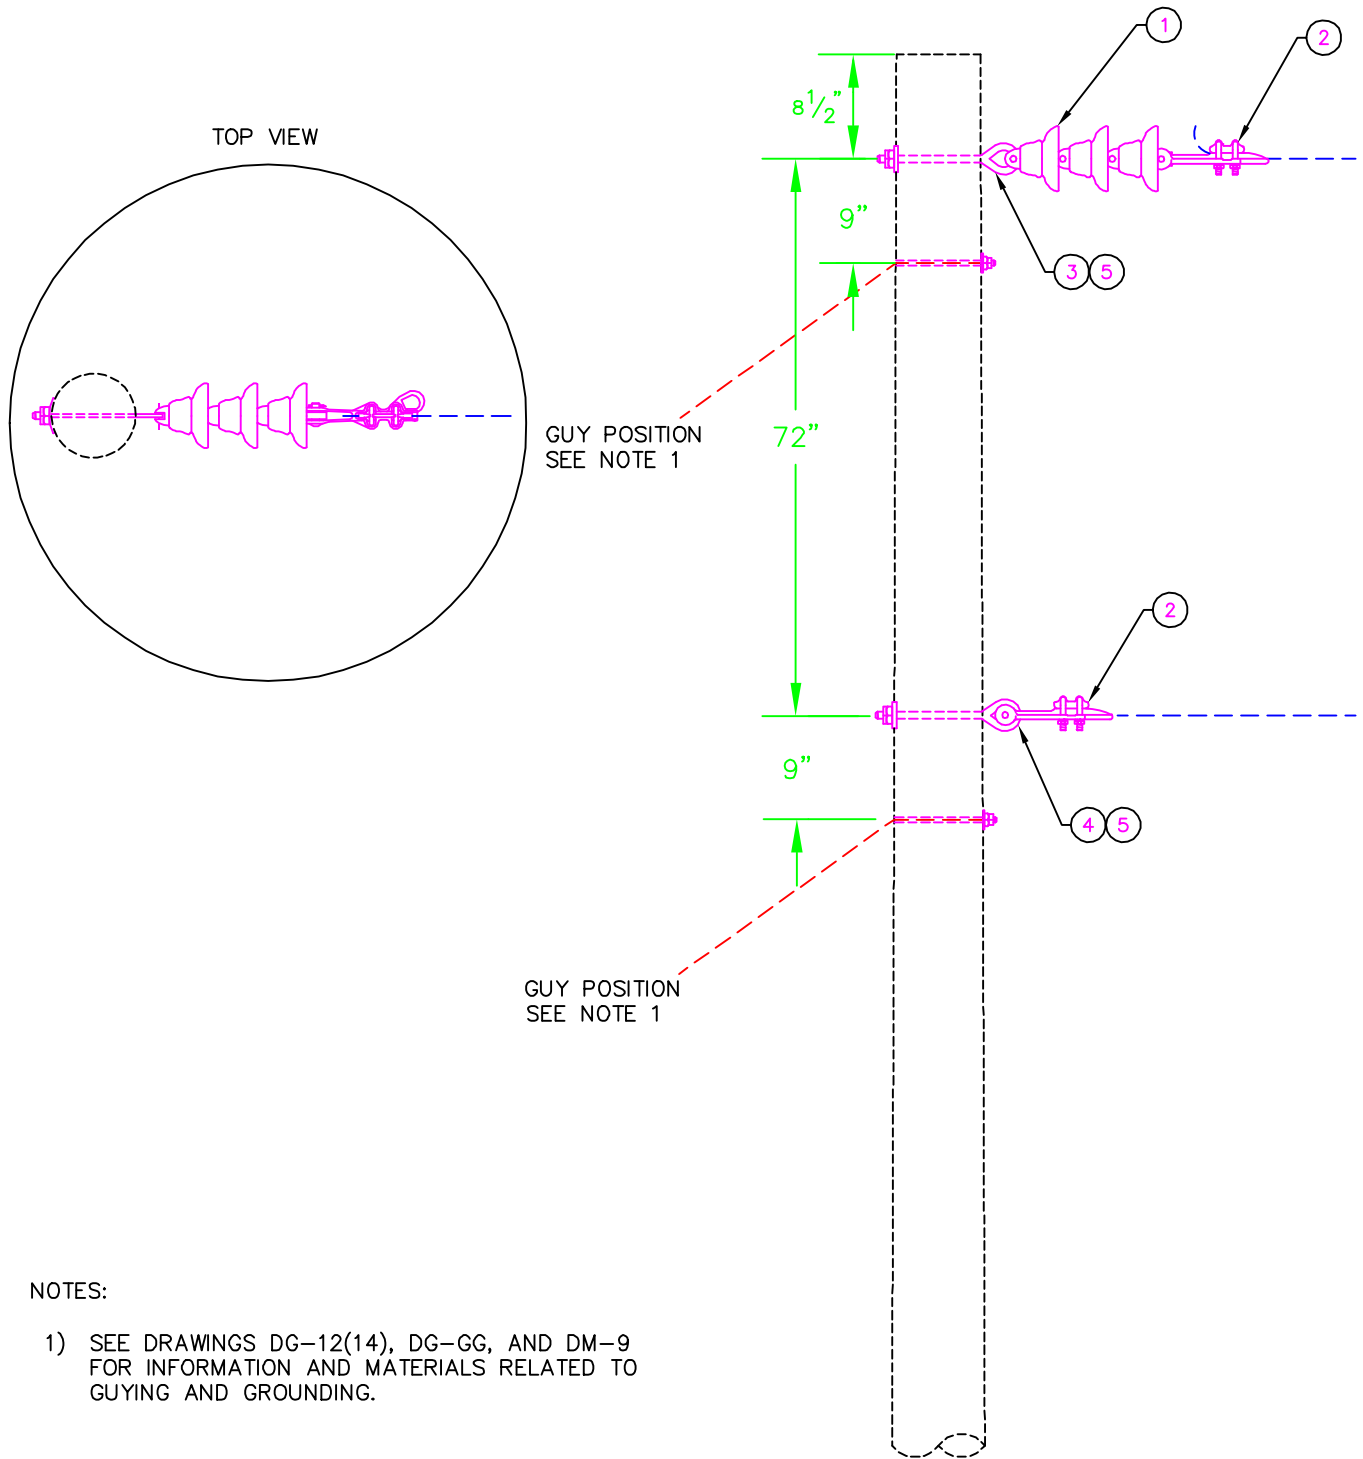 1
2
8 1/2"
TOP VIEW
9"
3 5
GUY POSITION
SEE NOTE 1
72"
2
9"
4 5
GUY POSITION
SEE NOTE 1
NOTES:
1) SEE DRAWINGS DG-12(14), DG-GG, AND DM-9
FOR INFORMATION AND MATERIALS RELATED TO
GUYING AND GROUNDING.